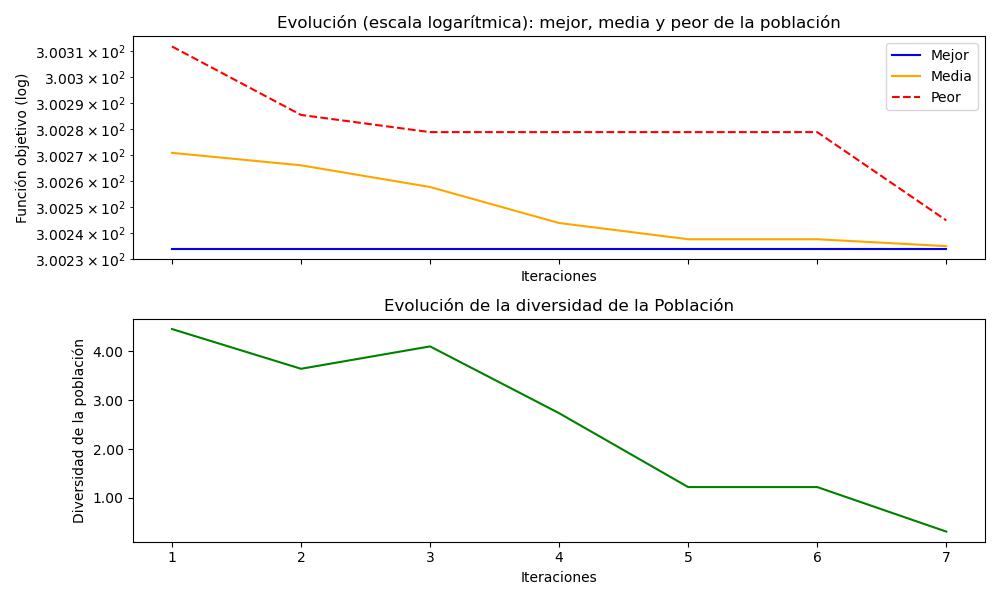 Evolución (escala logarítmica): mejor, media y peor de la población
Función objetivo (log)
3.0031 × 10²
3.003 × 10²
3.0029 × 10²
3.0028 × 10²
3.0027 × 10²
3.0026 × 10²
3.0025 × 10²
3.0024 × 10²
3.0023 × 10²
Mejor
Media
Peor
Iteraciones
Evolución de la diversidad de la Población
Diversidad de la población
4.00
3.00
2.00
1.00
1 2 3 4 5 6 7
Iteraciones